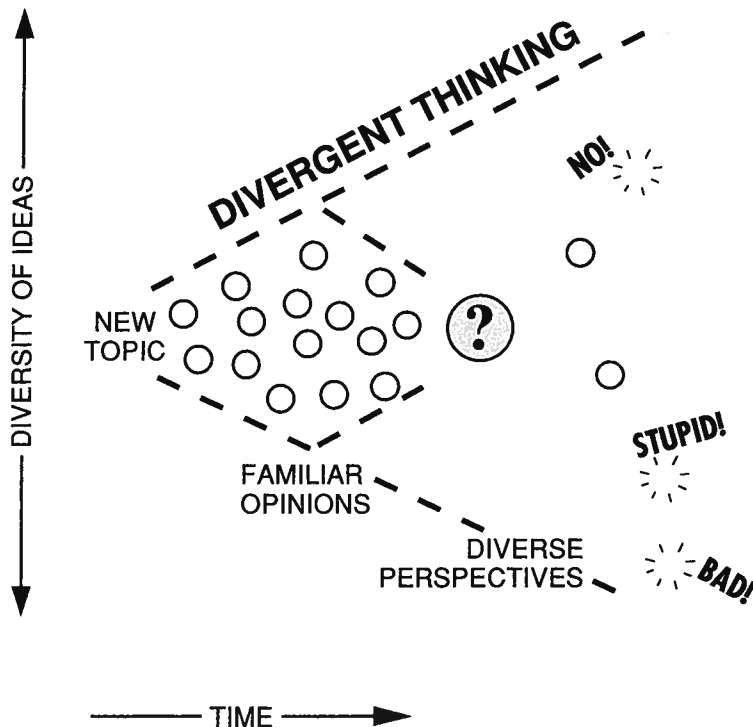 DIVERGENT THINKING
NO!
DIVERSITY OF IDEAS
NEW
TOPIC
?
STUPID!
FAMILIAR
OPINIONS
DIVERSE
PERSPECTIVES
BAD!
TIME